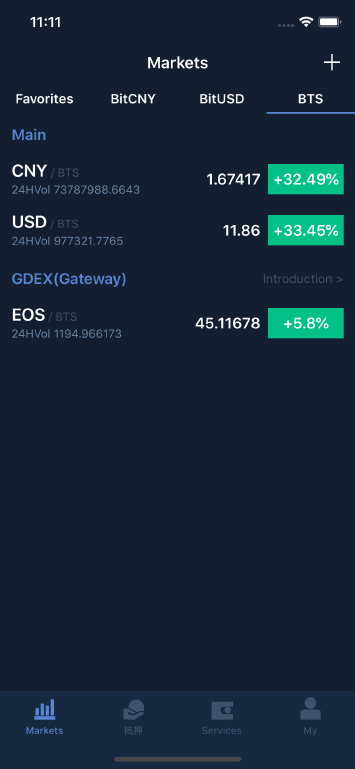 11:11
Markets
Favorites BitCNY BitUSD BTS
Main
CNY / BTS 1.67417 +32.49%
24HVol 73787988.6643
USD / BTS 11.86 +33.45%
24HVol 977321.7765
GDEX(Gateway) Introduction >
EOS / BTS 45.11678 +5.8%
24HVol 1194.966173
Markets 抵押 Services My